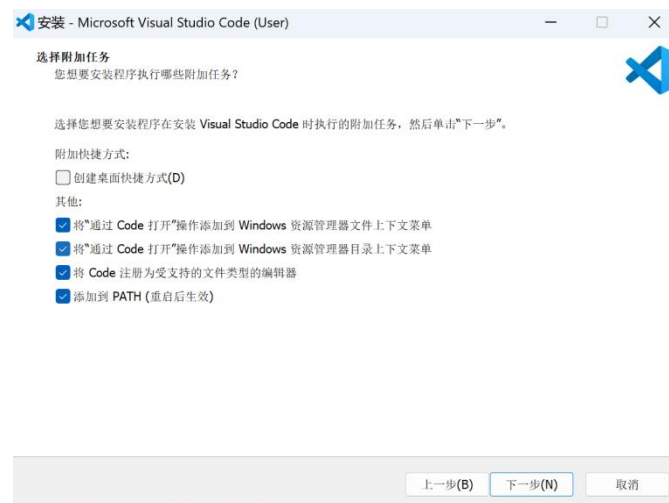 安装 - Microsoft Visual Studio Code (User)
选择附加任务
您想要安装程序执行哪些附加任务？
选择您想要安装程序在安装 Visual Studio Code 时执行的附加任务，然后单击"下一步"。
附加快捷方式:
创建桌面快捷方式(D)
其他:
将"通过 Code 打开"操作添加到 Windows 资源管理器文件上下文菜单
将"通过 Code 打开"操作添加到 Windows 资源管理器目录上下文菜单
将 Code 注册为受支持的文件类型的编辑器
添加到 PATH (重启后生效)
上一步(B) 下一步(N) 取消